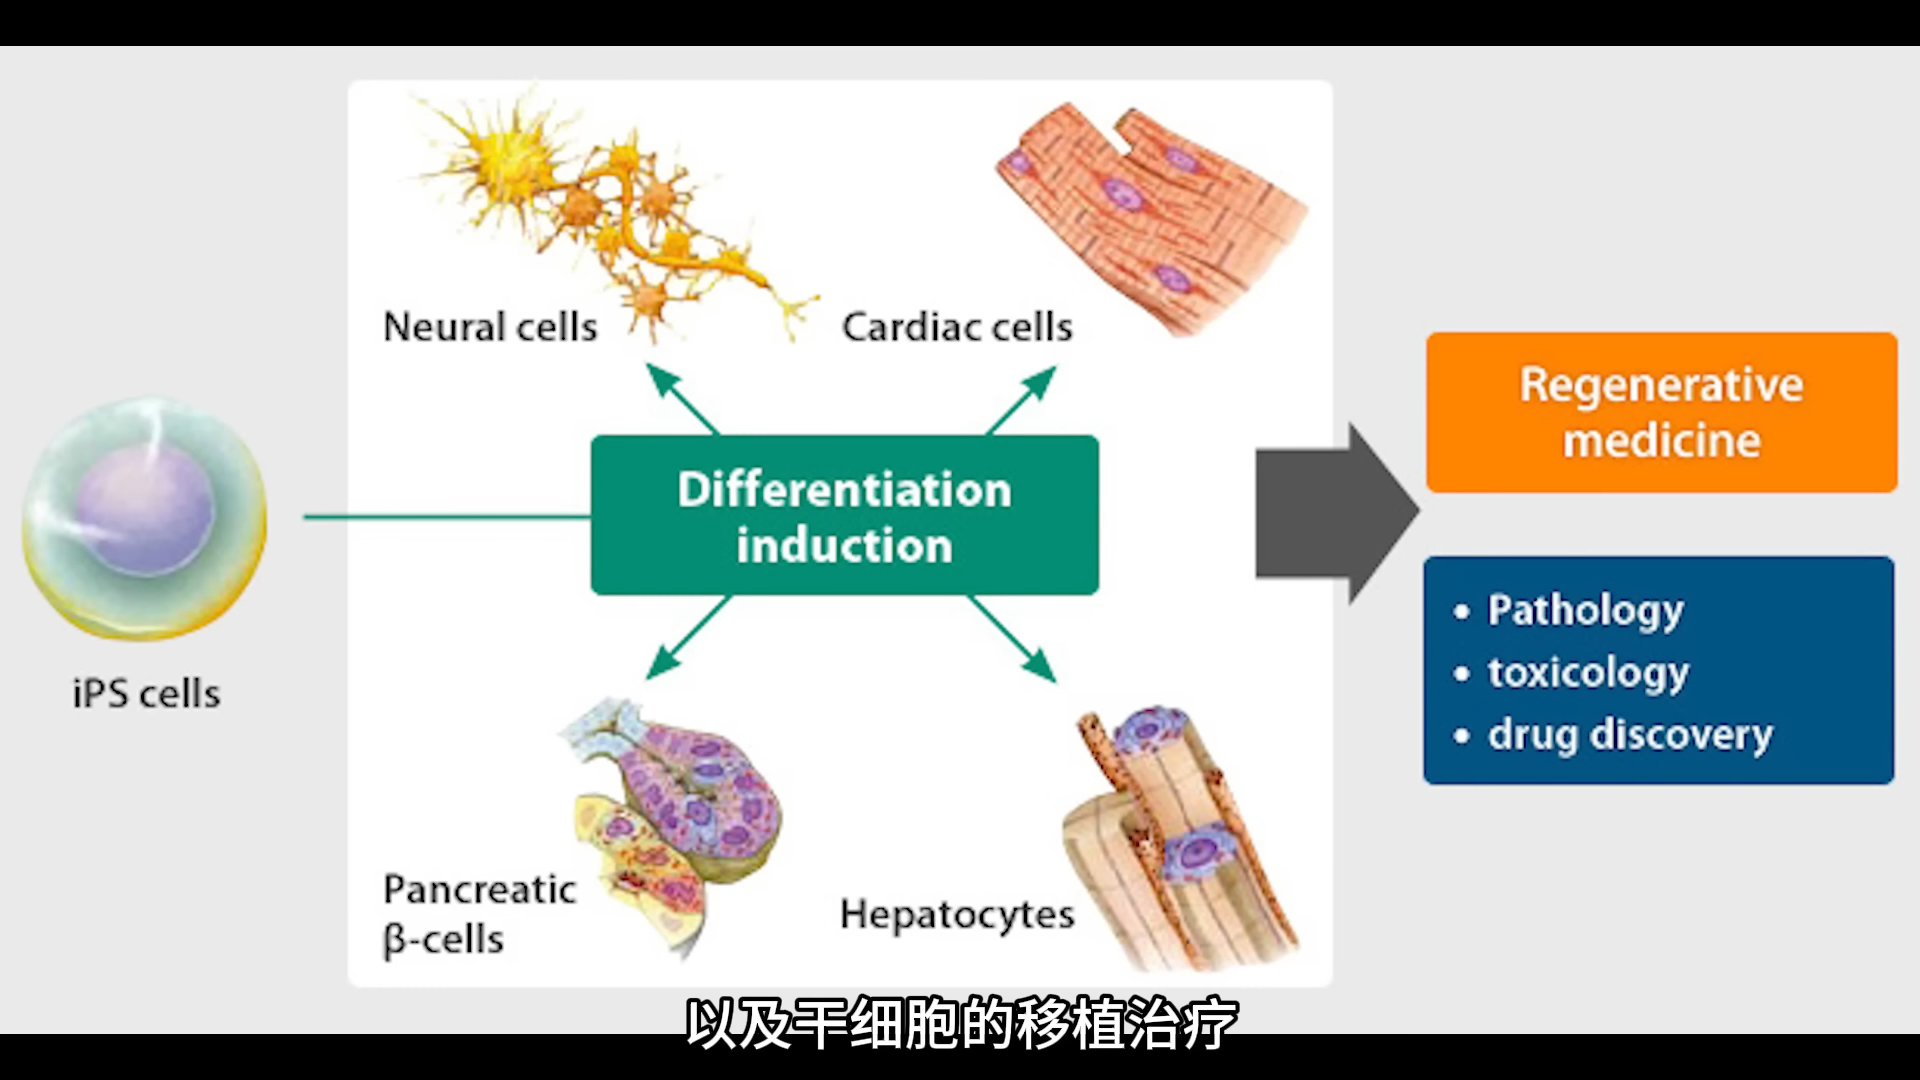 Neural cells
Cardiac cells
iPS cells
Differentiation
induction
Pancreatic
β-cells
Hepatocytes
Regenerative
medicine
• Pathology
• toxicology
• drug discovery
以及干细胞的移植治疗